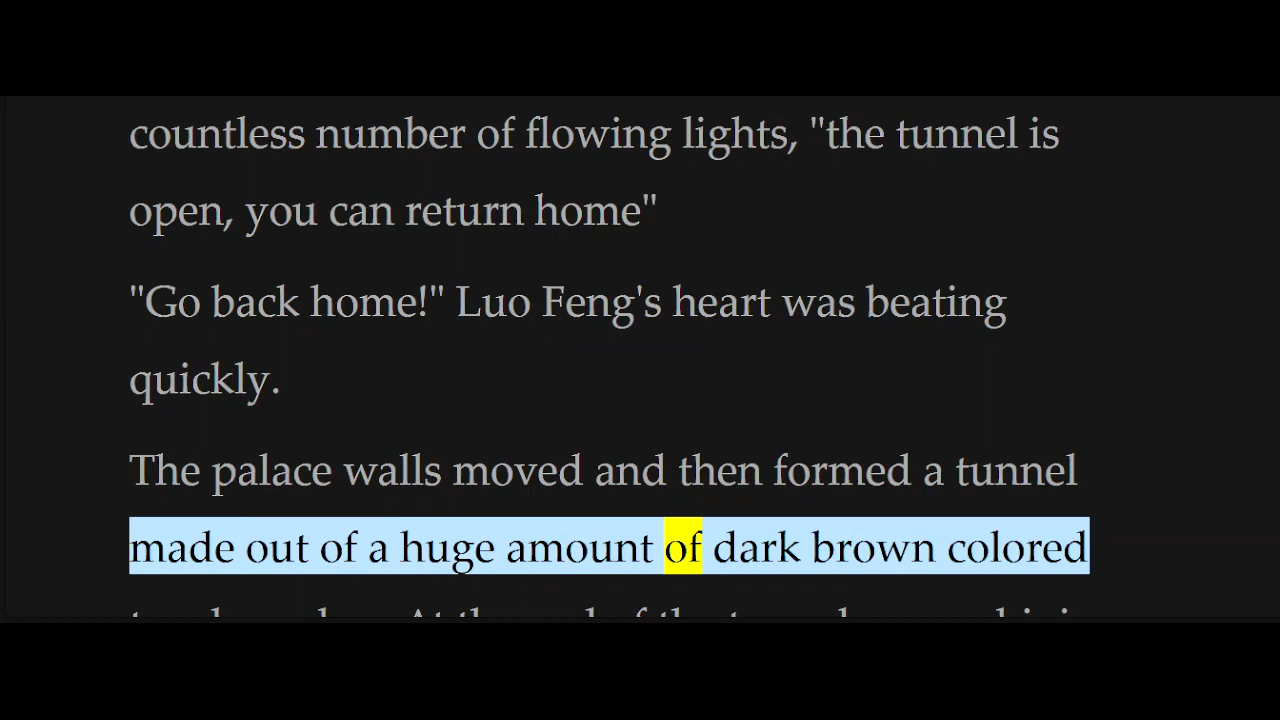 countless number of flowing lights, "the tunnel is
open, you can return home"
"Go back home!" Luo Feng's heart was beating
quickly.
The palace walls moved and then formed a tunnel
made out of a huge amount of dark brown colored